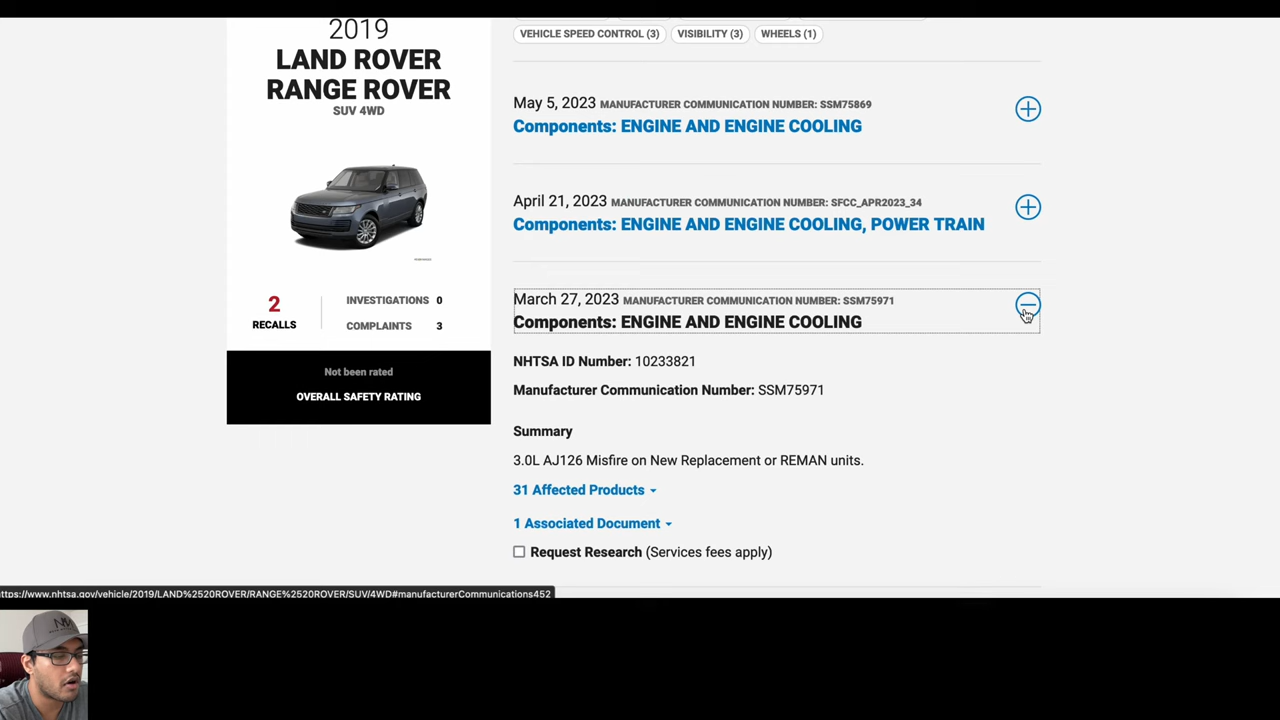 2019
LAND ROVER
RANGE ROVER
SUV 4WD
2
RECALLS
INVESTIGATIONS 0
COMPLAINTS 3
Not been rated
OVERALL SAFETY RATING
VEHICLE SPEED CONTROL (3) VISIBILITY (3) WHEELS (1)
May 5, 2023 MANUFACTURER COMMUNICATION NUMBER: SSM75869
Components: ENGINE AND ENGINE COOLING
April 21, 2023 MANUFACTURER COMMUNICATION NUMBER: SFCC_APR2023_34
Components: ENGINE AND ENGINE COOLING, POWER TRAIN
March 27, 2023 MANUFACTURER COMMUNICATION NUMBER: SSM75971
Components: ENGINE AND ENGINE COOLING
NHTSA ID Number: 10233821
Manufacturer Communication Number: SSM75971
Summary
3.0L AJ126 Misfire on New Replacement or REMAN units.
31 Affected Products
1 Associated Document
Request Research (Services fees apply)
ttps://www.nhtsa.gov/vehicle/2019/LAND%2520ROVER/RANGE%2520ROVER/SUV/4WD#manufacturerCommunications452